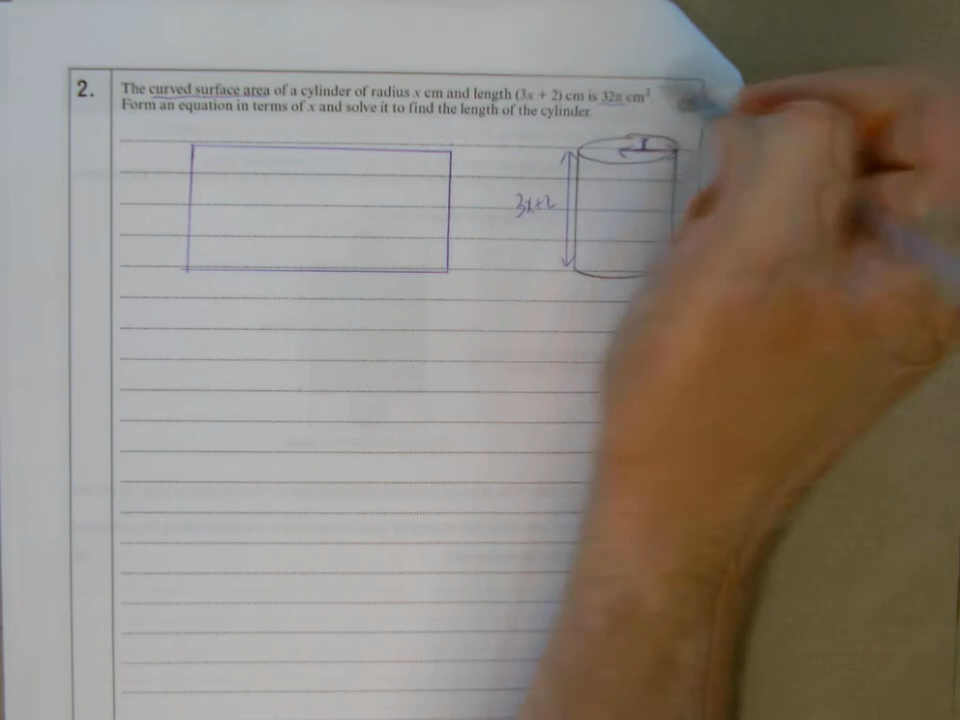 2.
The curved surface area of a cylinder of radius x cm and length (3x + 2) cm is 32π cm².
Form an equation in terms of x and solve it to find the length of the cylinder.
x
3x+2